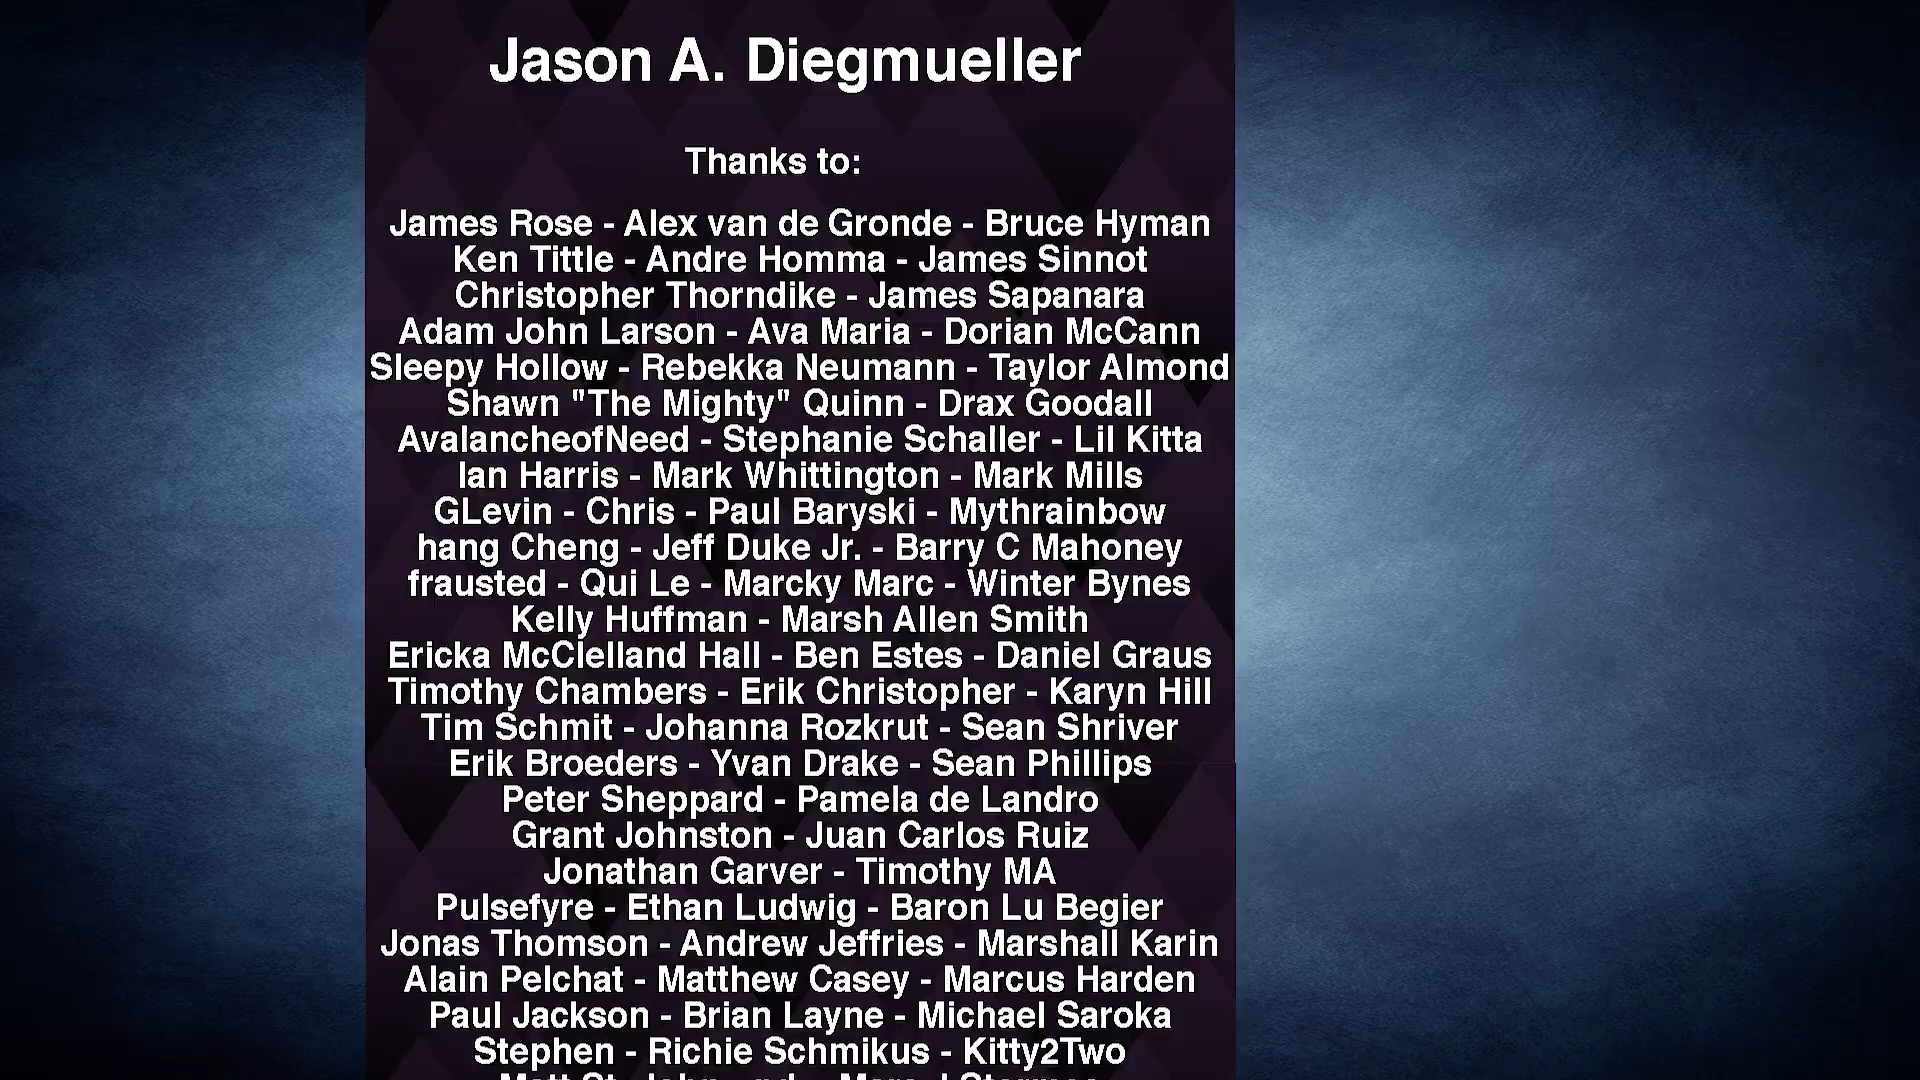 Jason A. Diegmueller
Thanks to:
James Rose - Alex van de Gronde - Bruce Hyman
Ken Tittle - Andre Homma - James Sinnot
Christopher Thorndike - James Sapanara
Adam John Larson - Ava Maria - Dorian McCann
Sleepy Hollow - Rebekka Neumann - Taylor Almond
Shawn "The Mighty" Quinn - Drax Goodall
AvalancheofNeed - Stephanie Schaller - Lil Kitta
Ian Harris - Mark Whittington - Mark Mills
GLevin - Chris - Paul Baryski - Mythrainbow
hang Cheng - Jeff Duke Jr. - Barry C Mahoney
frausted - Qui Le - Marcky Marc - Winter Bynes
Kelly Huffman - Marsh Allen Smith
Ericka McClelland Hall - Ben Estes - Daniel Graus
Timothy Chambers - Erik Christopher - Karyn Hill
Tim Schmit - Johanna Rozkrut - Sean Shriver
Erik Broeders - Yvan Drake - Sean Phillips
Peter Sheppard - Pamela de Landro
Grant Johnston - Juan Carlos Ruiz
Jonathan Garver - Timothy MA
Pulsefyre - Ethan Ludwig - Baron Lu Begier
Jonas Thomson - Andrew Jeffries - Marshall Karin
Alain Pelchat - Matthew Casey - Marcus Harden
Paul Jackson - Brian Layne - Michael Saroka
Stephen - Richie Schmikus - Kitty2Two